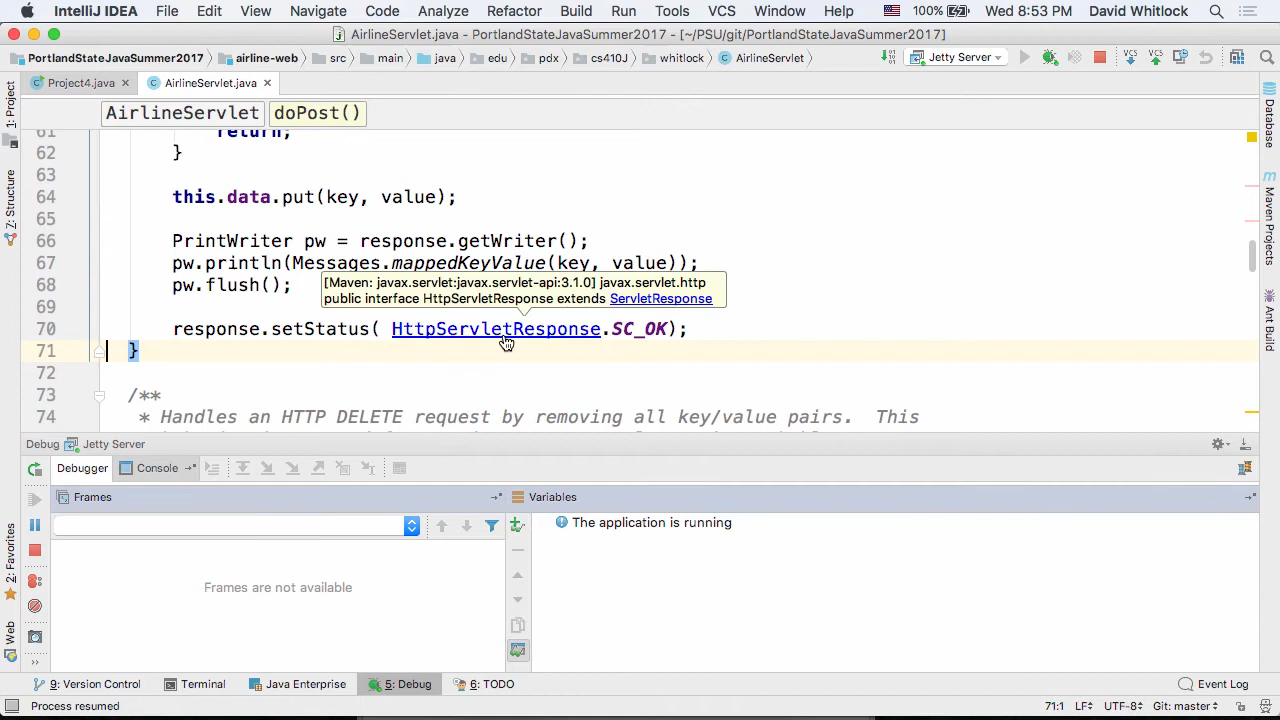 IntelliJ IDEA File Edit View Navigate Code Analyze Refactor Build Run Tools VCS Window Help 100% Wed 8:53 PM David Whitlock
AirlineServlet.java - PortlandStateJavaSummer2017 - [~/PSU/git/PortlandStateJavaSummer2017]
PortlandStateJavaSummer2017 airline-web src main java edu pdx cs410J whitlock AirlineServlet Jetty Server VCS VCS
1: Project
Project4.java AirlineServlet.java
AirlineServlet doPost()
61 return;
62 }
63
64 this.data.put(key, value);
65
66 PrintWriter pw = response.getWriter();
67 pw.println(Messages.mappedKeyValue(key, value));
68 pw.flush();
[Maven: javax.servlet:javax.servlet-api:3.1.0] javax.servlet.http
public interface HttpServletResponse extends ServletResponse
69
70 response.setStatus( HttpServletResponse.SC_OK);
71 }
72
73 /**
74 * Handles an HTTP DELETE request by removing all key/value pairs.  This
Z: Structure
2: Favorites
Web
Database
m Maven Projects
Ant Build
Debug Jetty Server
Debugger Console
Frames Variables
The application is running
Frames are not available
9: Version Control Terminal Java Enterprise 5: Debug 6: TODO Event Log
Process resumed 71:1 LF UTF-8 Git: master